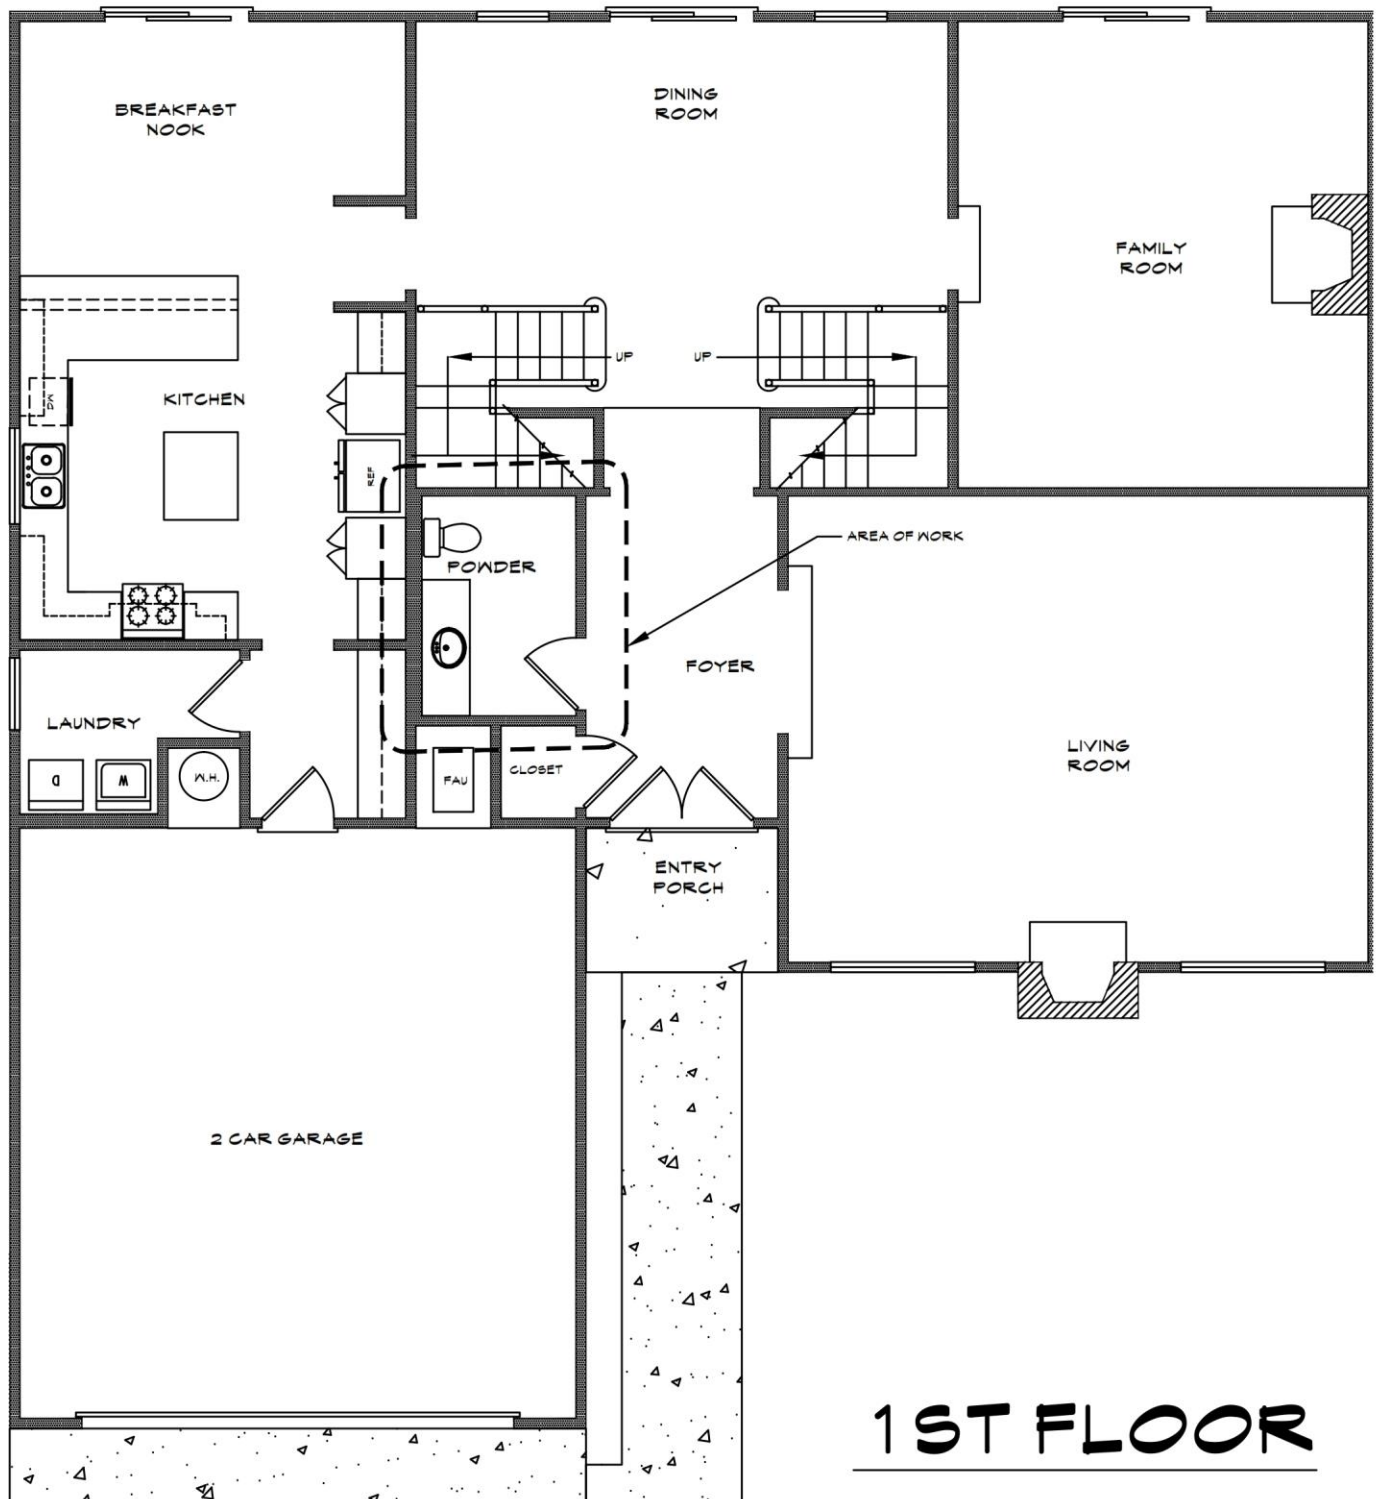 BREAKFAST
NOOK
DINING
ROOM
FAMILY
ROOM
UP
UP
KITCHEN
DW
REF
AREA OF WORK
POWDER
FOYER
LAUNDRY
LIVING
ROOM
D
W
W.H.
FAU
CLOSET
ENTRY
PORCH
2 CAR GARAGE
1ST FLOOR